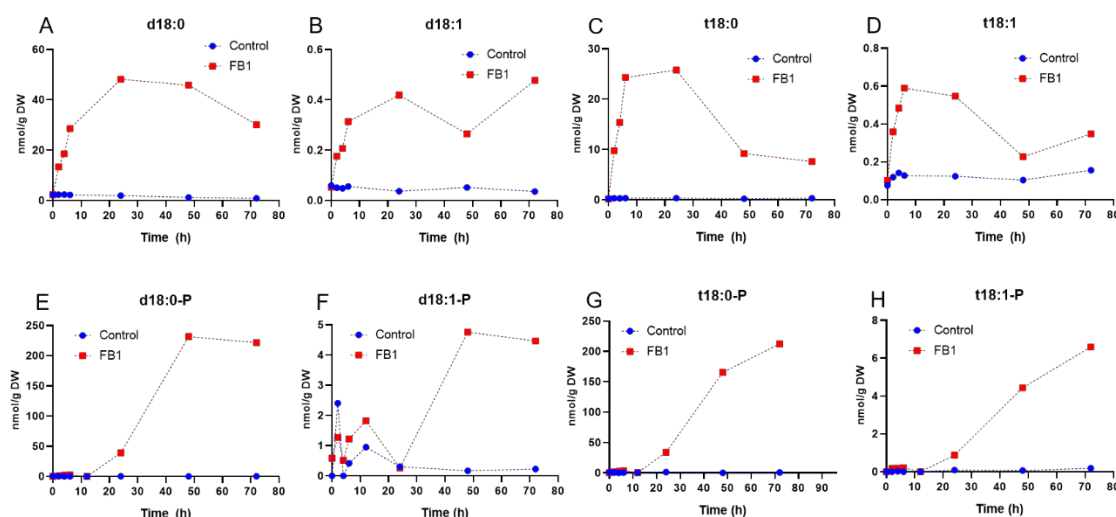 A
d18:0
nmol/g DW
60
40
20
0
0 10 20 30 40 50 60 70 80
Time (h)
Control
FB1
B
d18:1
nmol/g DW
0.6
0.4
0.2
0.0
0 10 20 30 40 50 60 70 80
Time (h)
Control
FB1
C
t18:0
nmol/g DW
30
20
10
0
0 10 20 30 40 50 60 70 80
Time (h)
Control
FB1
D
t18:1
nmol/g DW
0.8
0.6
0.4
0.2
0.0
0 10 20 30 40 50 60 70 80
Time (h)
Control
FB1
E
d18:0-P
nmol/g DW
250
200
150
100
50
0
0 10 20 30 40 50 60 70 80
Time (h)
Control
FB1
F
d18:1-P
nmol/g DW
5
4
3
2
1
0
0 10 20 30 40 50 60 70 80
Time (h)
Control
FB1
G
t18:0-P
nmol/g DW
250
200
150
100
50
0
0 10 20 30 40 50 60 70 80 90
Time (h)
Control
FB1
H
t18:1-P
nmol/g DW
8
6
4
2
0
0 10 20 30 40 50 60 70 80
Time (h)
Control
FB1